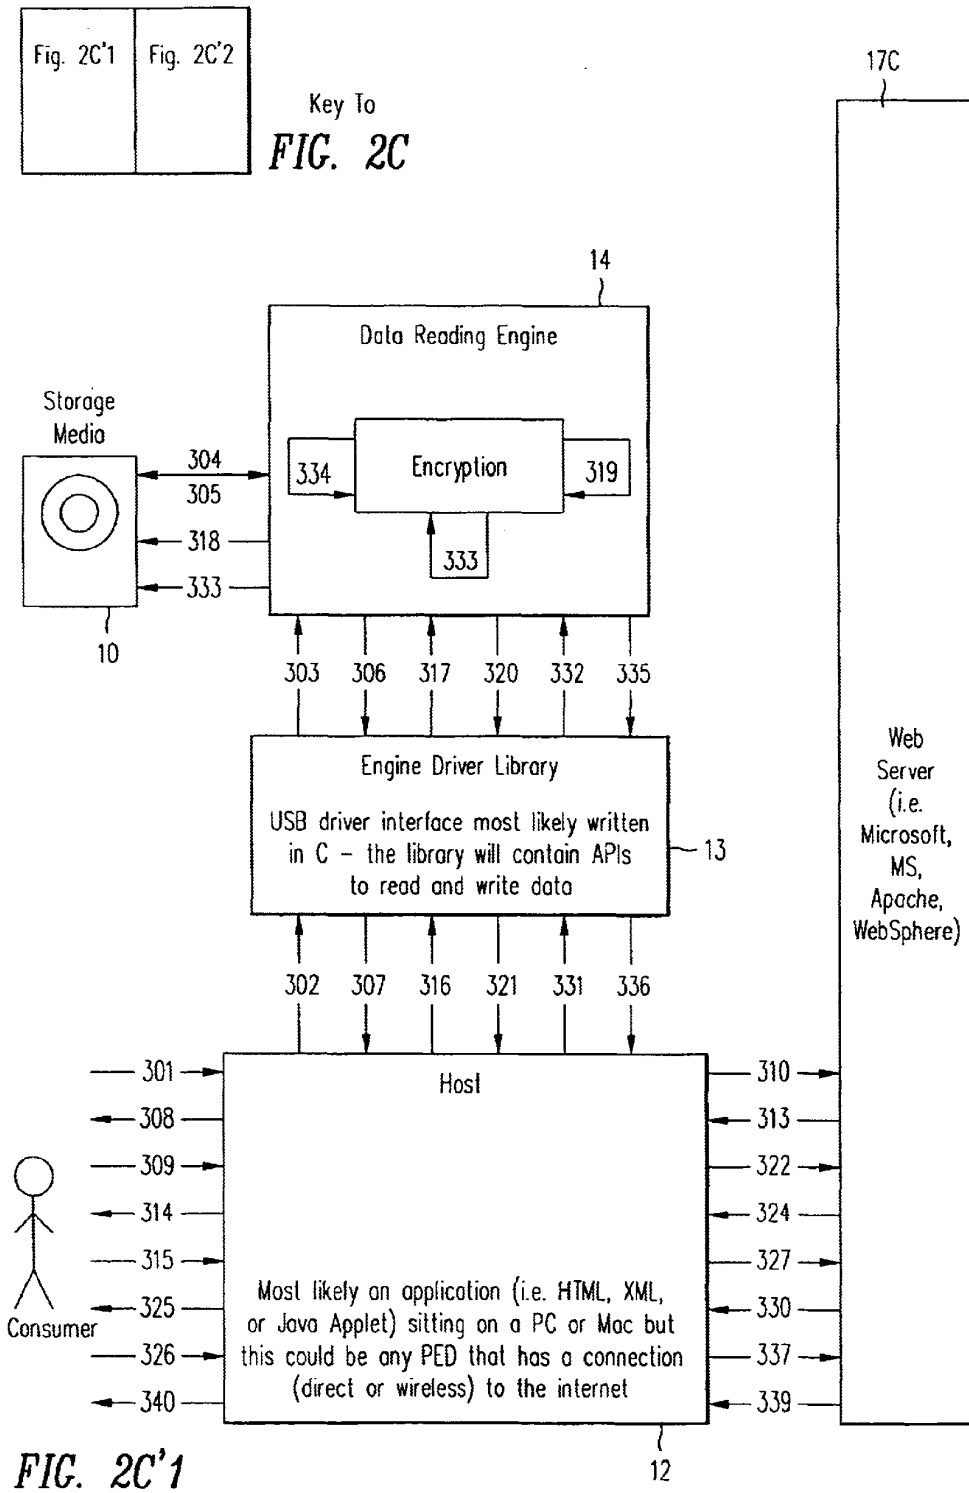 Fig. 2C'1
Fig. 2C'2
Key To
FIG. 2C
17C
14
Data Reading Engine
Storage
Media
334
Encryption
319
333
304
305
318
333
10
303
306
317
320
332
335
Engine Driver Library
USB driver interface most likely written
in C – the library will contain APIs
to read and write data
13
Web
Server
(i.e.
Microsoft,
MS,
Apache,
WebSphere)
302
307
316
321
331
336
Host
301
308
309
314
315
325
326
340
Consumer
310
313
322
324
327
330
337
339
Most likely an application (i.e. HTML, XML,
or Java Applet) sitting on a PC or Mac but
this could be any PED that has a connection
(direct or wireless) to the internet
12
FIG. 2C'1